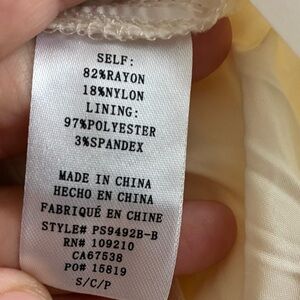 SELF:
82%RAYON
18%NYLON
LINING:
97%POLYESTER
3%SPANDEX
MADE IN CHINA
HECHO EN CHINA
FABRIQUÉ EN CHINE
STYLE# PS9492B-B
RN# 109210
CA67538
PO# 15819
S/C/P